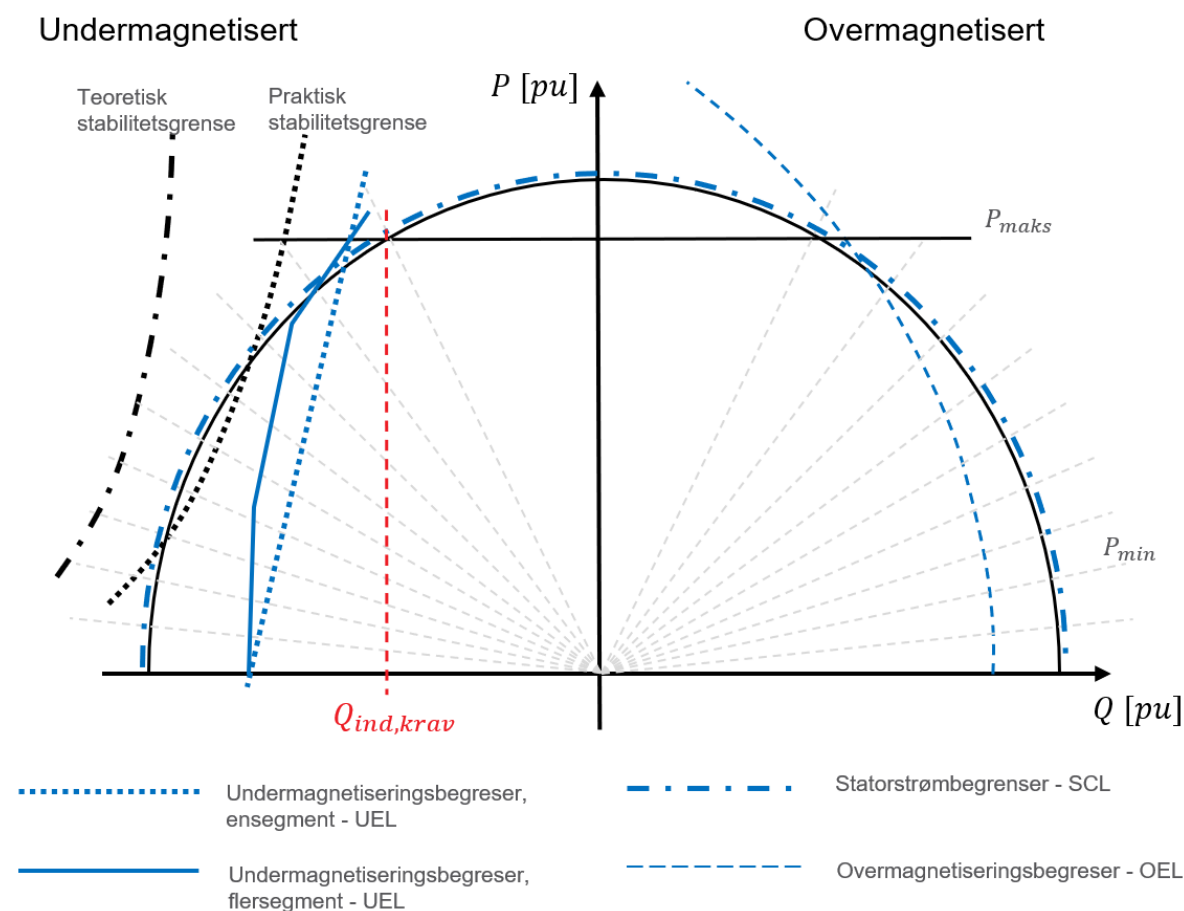 Undermagnetisert
Overmagnetisert
Teoretisk
stabilitetsgrense
Praktisk
stabilitetsgrense
P [pu]
P_maks
P_min
Q_ind,krav
Q [pu]
Undermagnetiseringsbegreser,
ensegment - UEL
Statorstrømbegrenser - SCL
Undermagnetiseringsbegreser,
flersegment - UEL
Overmagnetiseringsbegreser - OEL